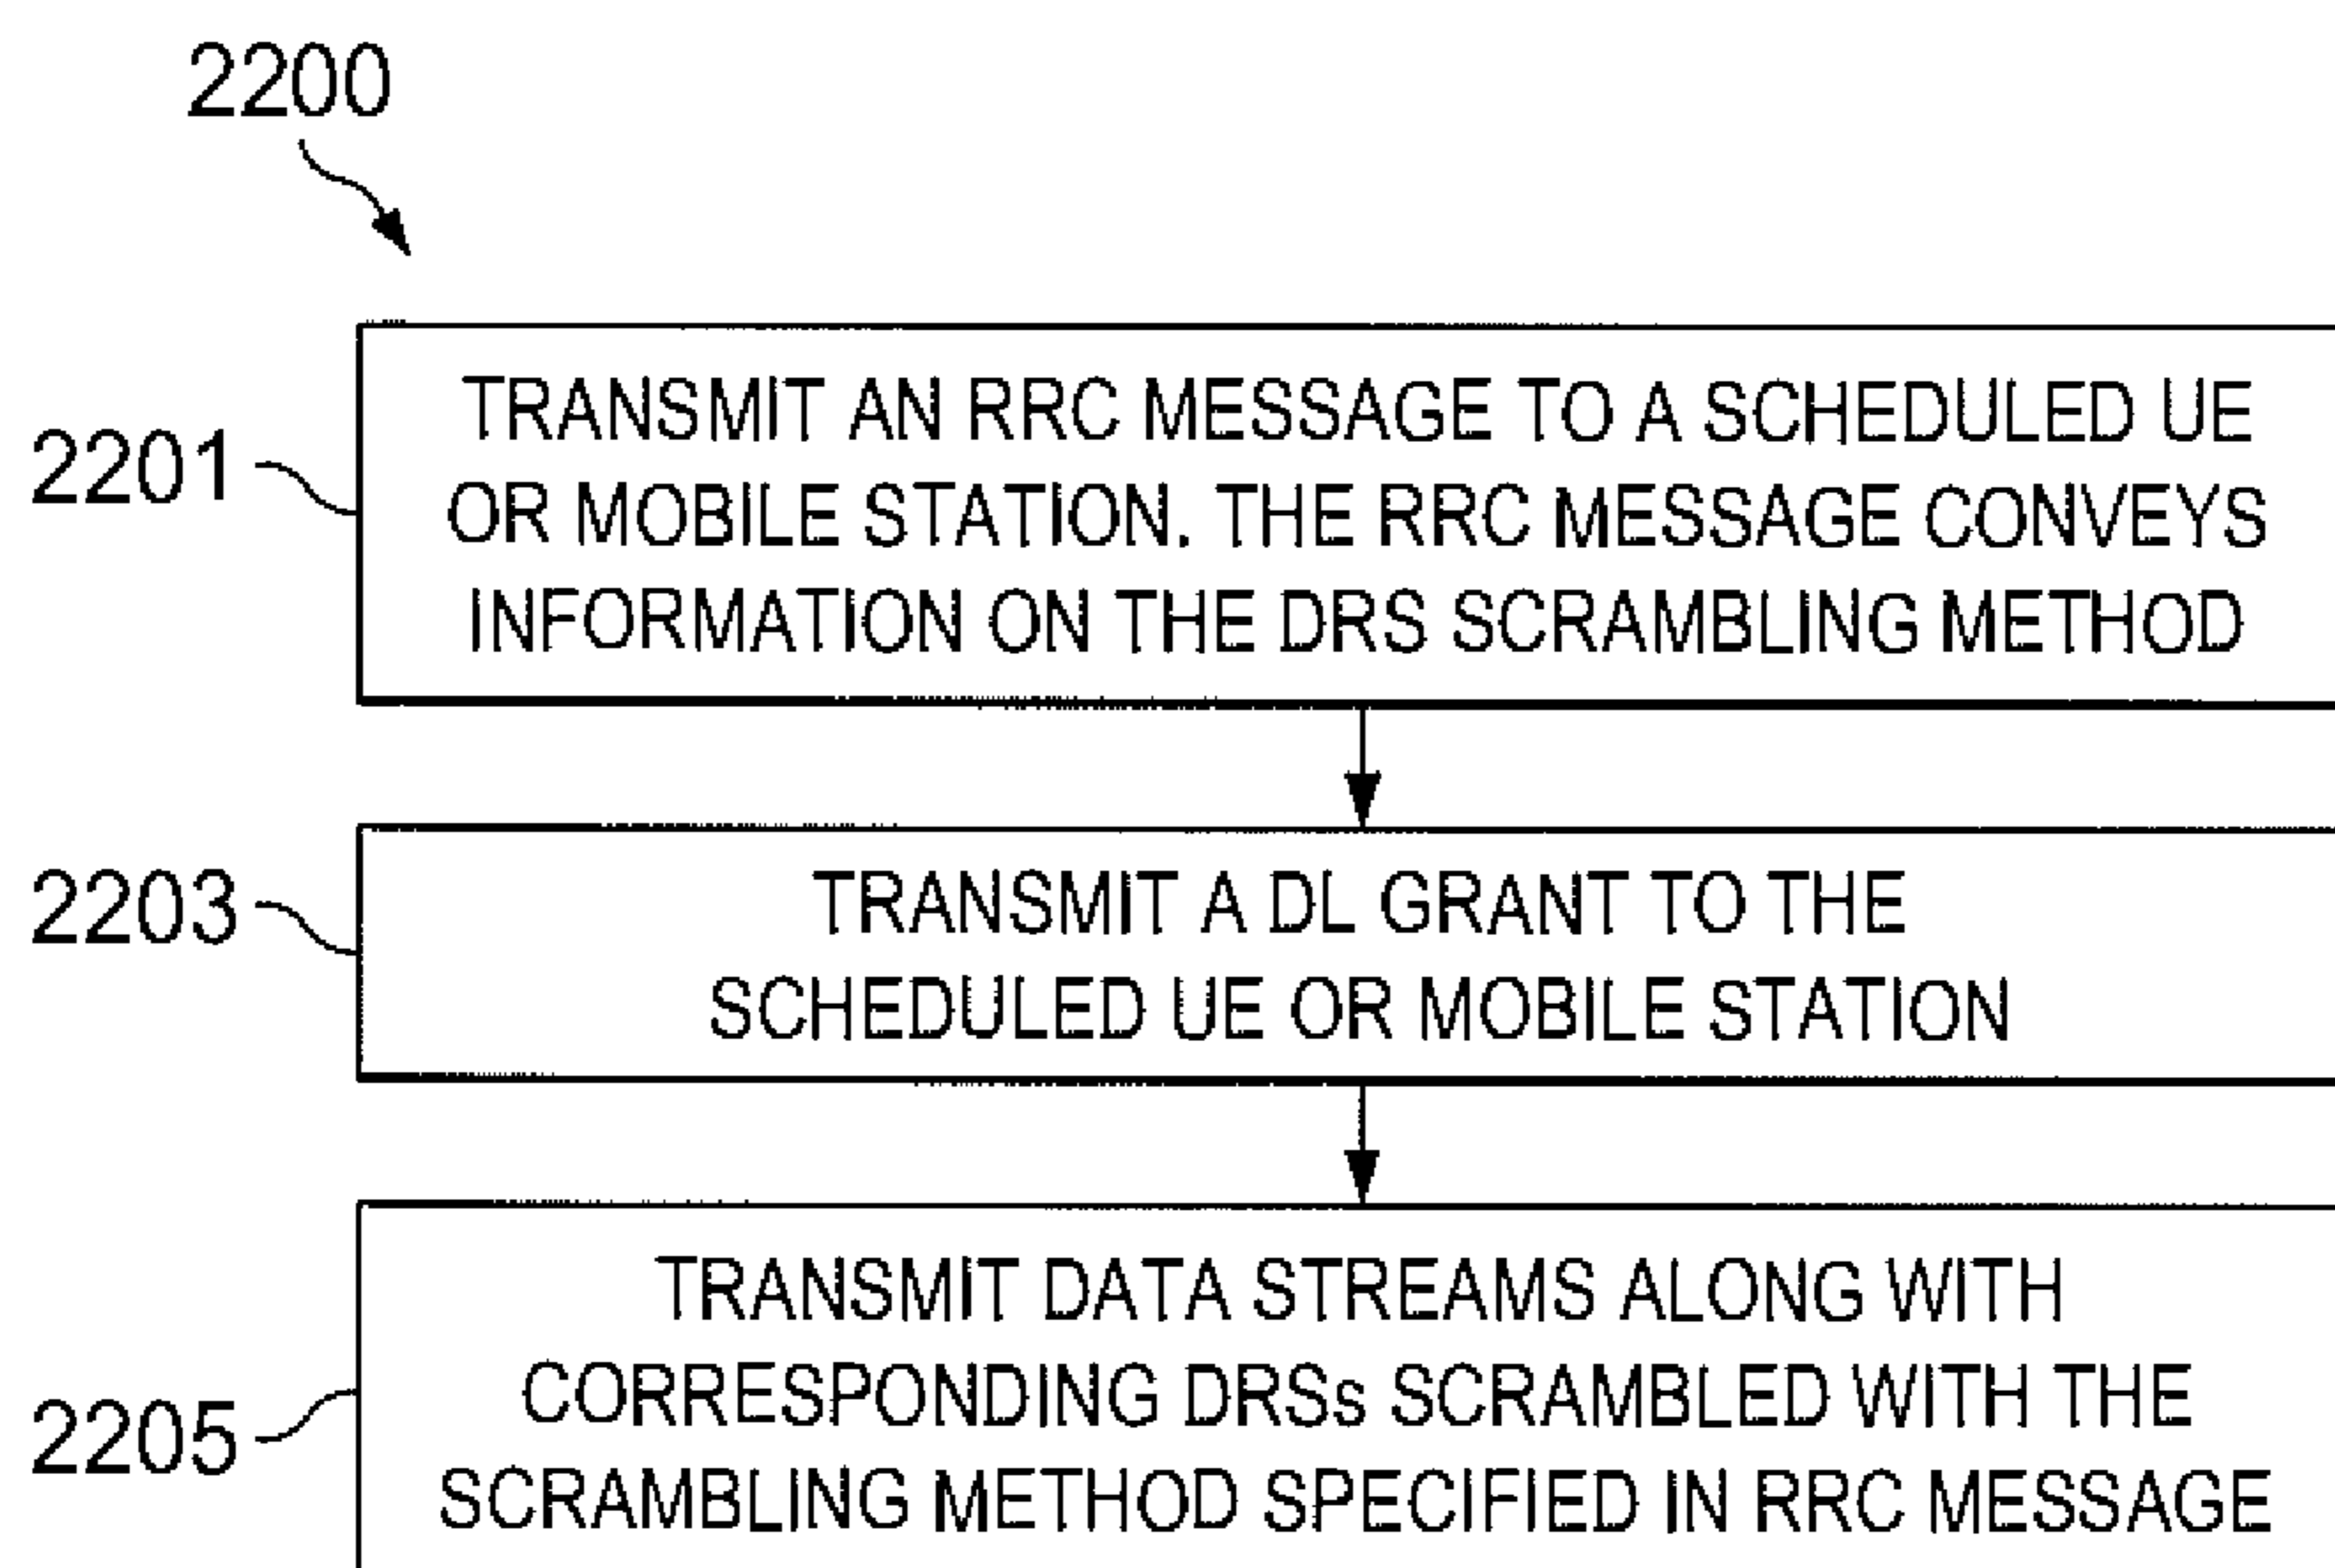 2200
2201
TRANSMIT AN RRC MESSAGE TO A SCHEDULED UE
OR MOBILE STATION. THE RRC MESSAGE CONVEYS
INFORMATION ON THE DRS SCRAMBLING METHOD
2203
TRANSMIT A DL GRANT TO THE
SCHEDULED UE OR MOBILE STATION
2205
TRANSMIT DATA STREAMS ALONG WITH
CORRESPONDING DRSs SCRAMBLED WITH THE
SCRAMBLING METHOD SPECIFIED IN RRC MESSAGE